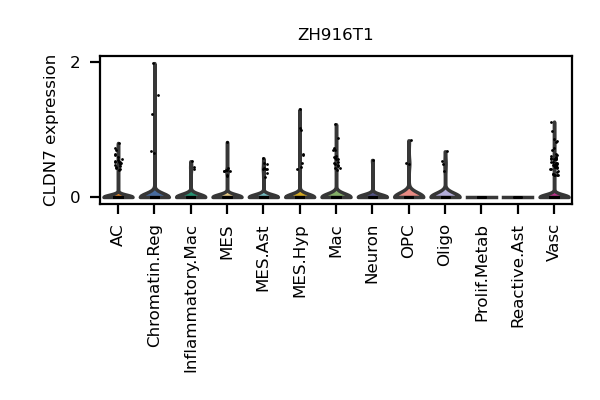 ZH916T1
CLDN7 expression
2
0
AC
Chromatin.Reg
Inflammatory.Mac
MES
MES.Ast
MES.Hyp
Mac
Neuron
OPC
Oligo
Prolif.Metab
Reactive.Ast
Vasc